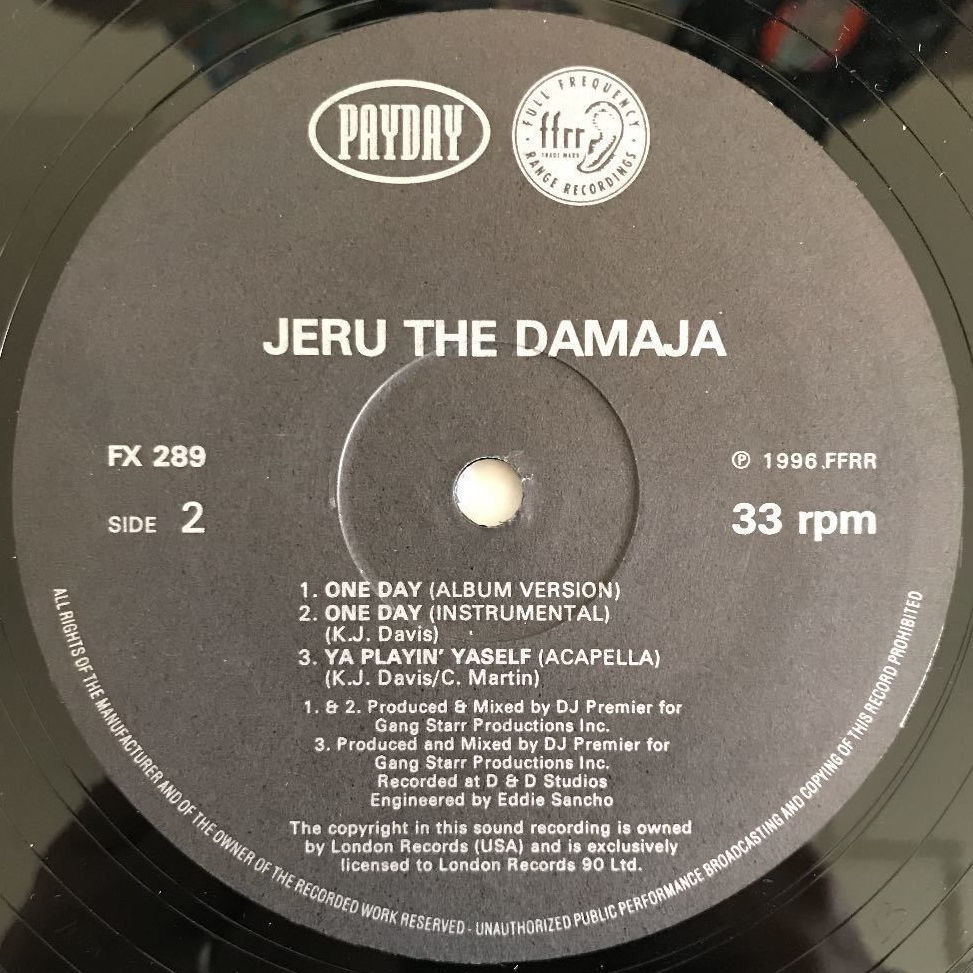 PAYDAY
FULL FREQUENCY
ffrr
TRADE MARK
RANGE RECORDINGS
JERU THE DAMAJA
FX 289
℗ 1996.FFRR
SIDE 2
33 rpm
1. ONE DAY (ALBUM VERSION)
2. ONE DAY (INSTRUMENTAL)
(K.J. Davis)
3. YA PLAYIN' YASELF (ACAPELLA)
(K.J. Davis/C. Martin)
1. & 2. Produced & Mixed by DJ Premier for
Gang Starr Productions Inc.
3. Produced and Mixed by DJ Premier for
Gang Starr Productions Inc.
Recorded at D & D Studios
Engineered by Eddie Sancho
The copyright in this sound recording is owned
by London Records (USA) and is exclusively
licensed to London Records 90 Ltd.
ALL RIGHTS OF THE MANUFACTURER AND OF THE OWNER OF THE RECORDED WORK RESERVED - UNAUTHORIZED PUBLIC PERFORMANCE BROADCASTING AND COPYING OF THIS RECORD PROHIBITED